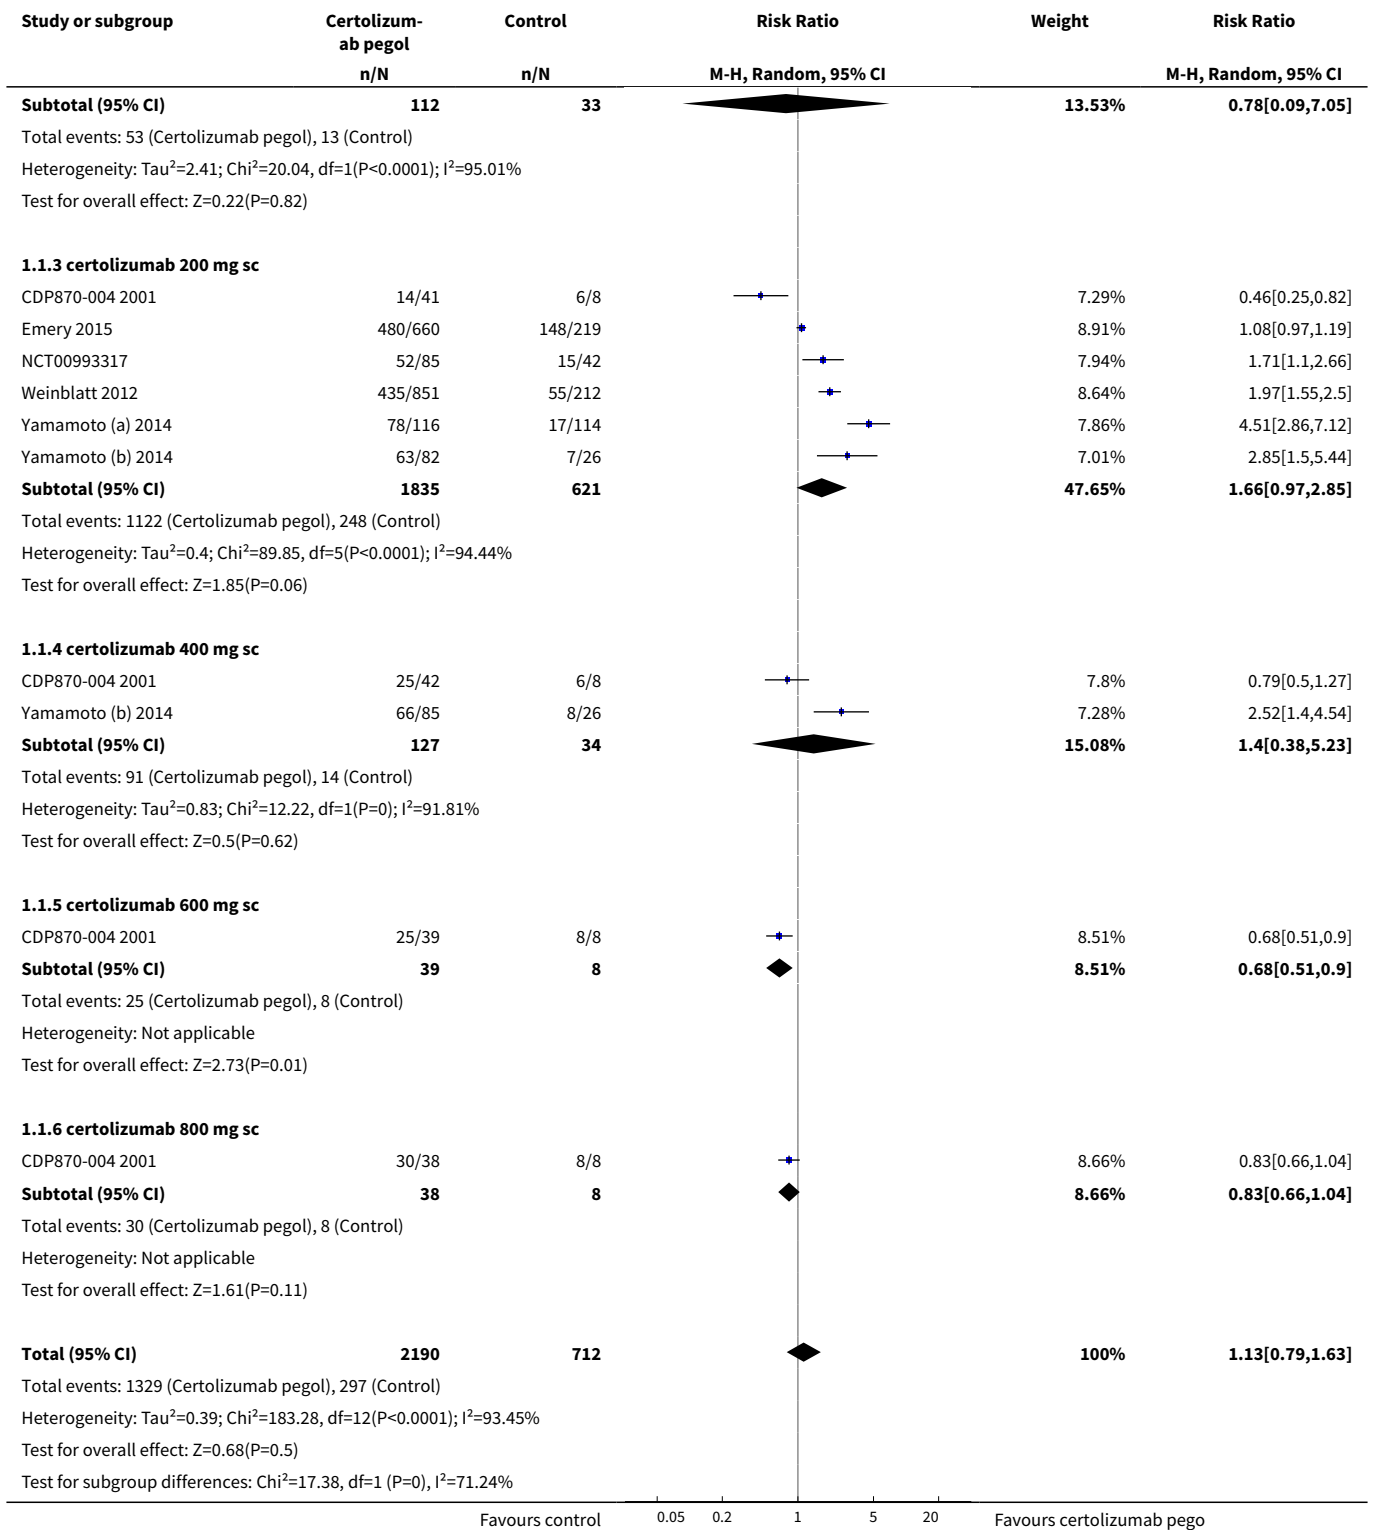 Study or subgroup Certolizum- Control Risk Ratio Weight Risk Ratio
ab pegol
n/N n/N M-H, Random, 95% CI M-H, Random, 95% CI
Subtotal (95% CI) 112 33 13.53% 0.78[0.09,7.05]
Total events: 53 (Certolizumab pegol), 13 (Control)
Heterogeneity: Tau²=2.41; Chi²=20.04, df=1(P<0.0001); I²=95.01%
Test for overall effect: Z=0.22(P=0.82)
1.1.3 certolizumab 200 mg sc
CDP870-004 2001 14/41 6/8 7.29% 0.46[0.25,0.82]
Emery 2015 480/660 148/219 8.91% 1.08[0.97,1.19]
NCT00993317 52/85 15/42 7.94% 1.71[1.1,2.66]
Weinblatt 2012 435/851 55/212 8.64% 1.97[1.55,2.5]
Yamamoto (a) 2014 78/116 17/114 7.86% 4.51[2.86,7.12]
Yamamoto (b) 2014 63/82 7/26 7.01% 2.85[1.5,5.44]
Subtotal (95% CI) 1835 621 47.65% 1.66[0.97,2.85]
Total events: 1122 (Certolizumab pegol), 248 (Control)
Heterogeneity: Tau²=0.4; Chi²=89.85, df=5(P<0.0001); I²=94.44%
Test for overall effect: Z=1.85(P=0.06)
1.1.4 certolizumab 400 mg sc
CDP870-004 2001 25/42 6/8 7.8% 0.79[0.5,1.27]
Yamamoto (b) 2014 66/85 8/26 7.28% 2.52[1.4,4.54]
Subtotal (95% CI) 127 34 15.08% 1.4[0.38,5.23]
Total events: 91 (Certolizumab pegol), 14 (Control)
Heterogeneity: Tau²=0.83; Chi²=12.22, df=1(P=0); I²=91.81%
Test for overall effect: Z=0.5(P=0.62)
1.1.5 certolizumab 600 mg sc
CDP870-004 2001 25/39 8/8 8.51% 0.68[0.51,0.9]
Subtotal (95% CI) 39 8 8.51% 0.68[0.51,0.9]
Total events: 25 (Certolizumab pegol), 8 (Control)
Heterogeneity: Not applicable
Test for overall effect: Z=2.73(P=0.01)
1.1.6 certolizumab 800 mg sc
CDP870-004 2001 30/38 8/8 8.66% 0.83[0.66,1.04]
Subtotal (95% CI) 38 8 8.66% 0.83[0.66,1.04]
Total events: 30 (Certolizumab pegol), 8 (Control)
Heterogeneity: Not applicable
Test for overall effect: Z=1.61(P=0.11)
Total (95% CI) 2190 712 100% 1.13[0.79,1.63]
Total events: 1329 (Certolizumab pegol), 297 (Control)
Heterogeneity: Tau²=0.39; Chi²=183.28, df=12(P<0.0001); I²=93.45%
Test for overall effect: Z=0.68(P=0.5)
Test for subgroup differences: Chi²=17.38, df=1 (P=0), I²=71.24%
Favours control 0.05 0.2 1 5 20 Favours certolizumab pego